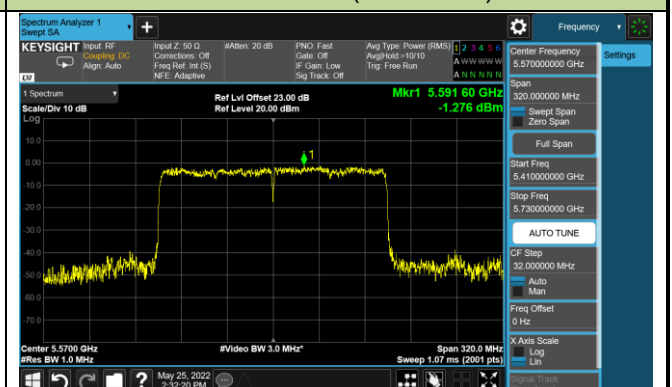 Spectrum Analyzer 1
Swept SA
+
Frequency
KEYSIGHT
Input: RF
Coupling: DC
Align: Auto
Input Z: 50 Ω
Corrections: Off
Freq Ref: Int (S)
NFE: Adaptive
#Atten: 20 dB
PNO: Fast
Gate: Off
IF Gain: Low
Sig Track: Off
Avg Type: Power (RMS)
Avg|Hold:>10/10
Trig: Free Run
1 2 3 4 5 6
A W W W W W
A N N N N N
LXI
1 Spectrum
Scale/Div 10 dB
Log
Ref Lvl Offset 23.00 dB
Ref Level 20.00 dBm
Mkr1 5.591 60 GHz
-1.276 dBm
10.0
0.00
-10.0
-20.0
-30.0
-40.0
-50.0
-60.0
-70.0
1
Center 5.5700 GHz
#Res BW 1.0 MHz
#Video BW 3.0 MHz*
Span 320.0 MHz
Sweep 1.07 ms (2001 pts)
May 25, 2022
2:32:20 PM
Center Frequency
5.570000000 GHz
Span
320.000000 MHz
Swept Span
Zero Span
Full Span
Start Freq
5.410000000 GHz
Stop Freq
5.730000000 GHz
AUTO TUNE
CF Step
32.000000 MHz
Auto
Man
Freq Offset
0 Hz
X Axis Scale
Log
Lin
Signal Track
Settings